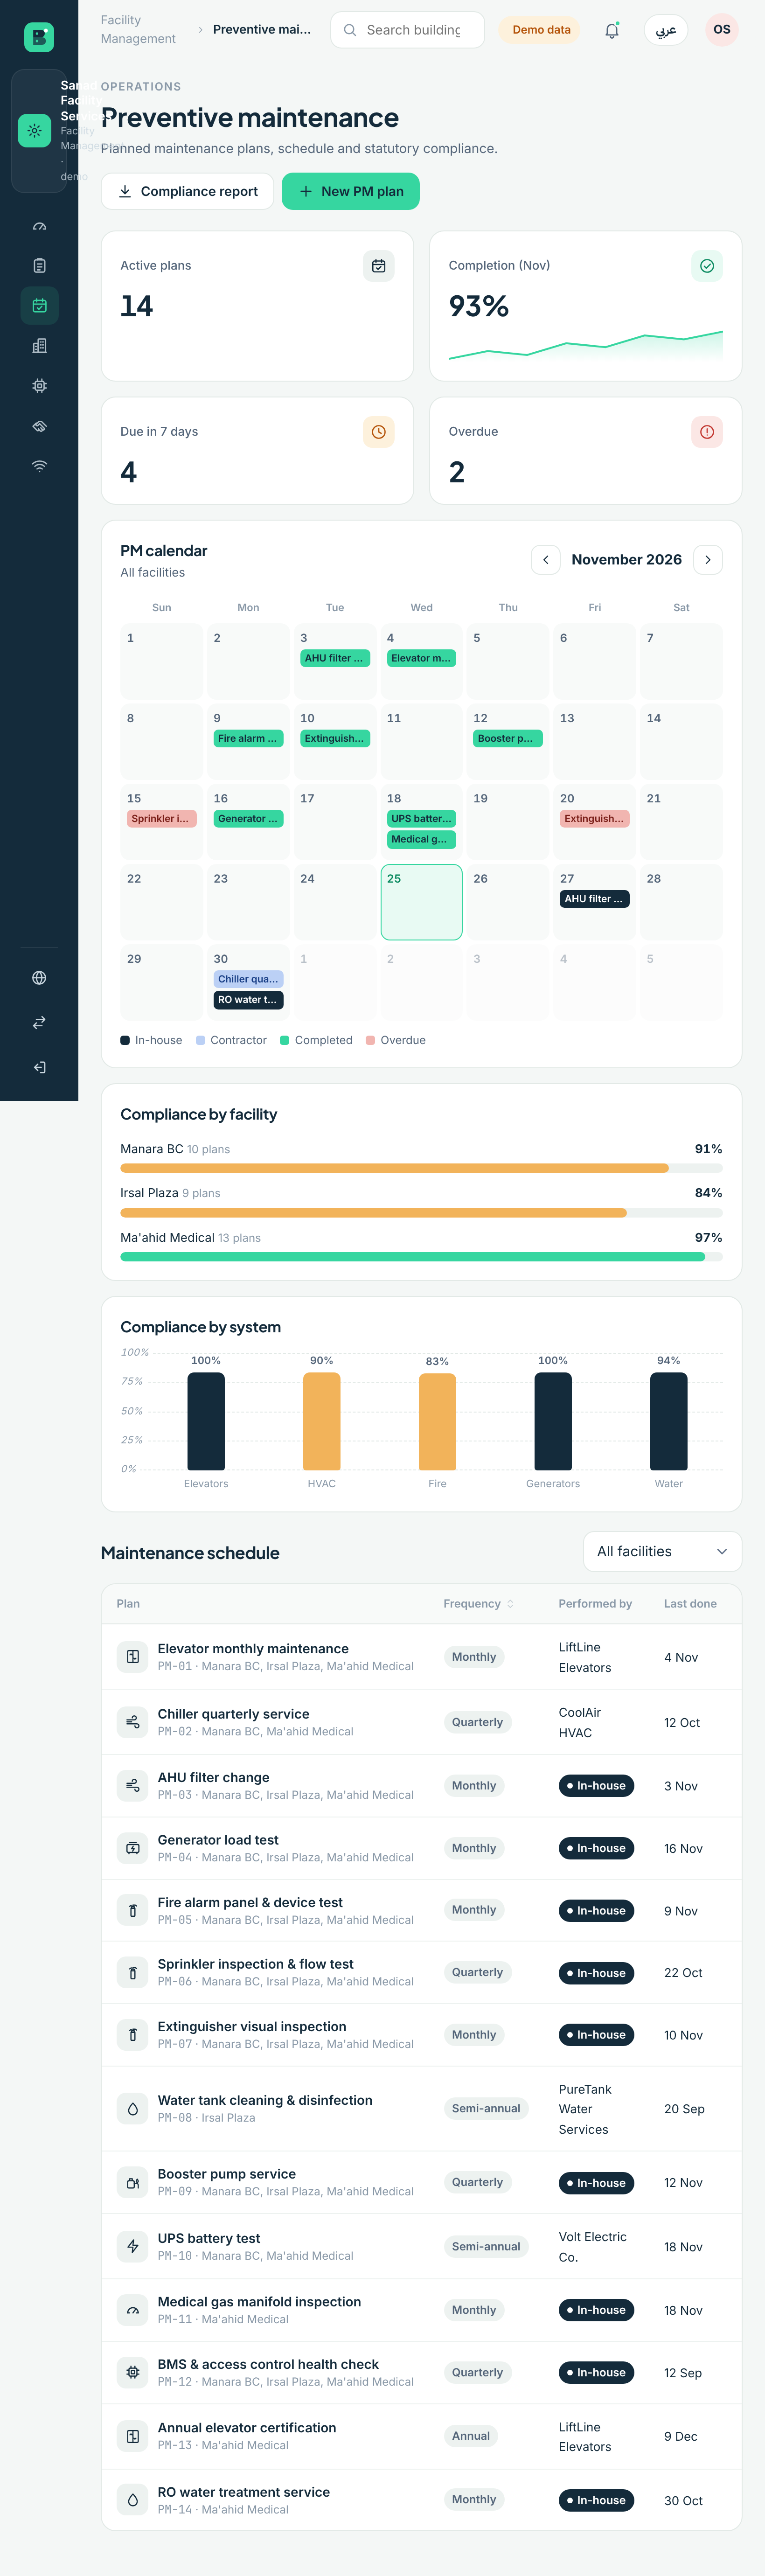 Facility
Management
Preventive mai...
Search building
Demo data
عربي
OS
Sanad
Facility
Services
Facility
Management
·
demo
OPERATIONS
Preventive maintenance
Planned maintenance plans, schedule and statutory compliance.
Compliance report
New PM plan
Active plans
14
Completion (Nov)
93%
Due in 7 days
4
Overdue
2
PM calendar
All facilities
November 2026
Sun Mon Tue Wed Thu Fri Sat
1 2 3 4 5 6 7
AHU filter ... Elevator m...
8 9 10 11 12 13 14
Fire alarm ... Extinguish... Booster p...
15 16 17 18 19 20 21
Sprinkler i... Generator ... UPS batter... Extinguish...
Medical g...
22 23 24 25 26 27 28
AHU filter ...
29 30 1 2 3 4 5
Chiller qua...
RO water t...
In-house Contractor Completed Overdue
Compliance by facility
Manara BC 10 plans 91%
Irsal Plaza 9 plans 84%
Ma'ahid Medical 13 plans 97%
Compliance by system
100%
75%
50%
25%
0%
100% 90% 83% 100% 94%
Elevators HVAC Fire Generators Water
Maintenance schedule
All facilities
Plan Frequency Performed by Last done
Elevator monthly maintenance
PM-01 · Manara BC, Irsal Plaza, Ma'ahid Medical
Monthly
LiftLine
Elevators
4 Nov
Chiller quarterly service
PM-02 · Manara BC, Ma'ahid Medical
Quarterly
CoolAir
HVAC
12 Oct
AHU filter change
PM-03 · Manara BC, Irsal Plaza, Ma'ahid Medical
Monthly
In-house
3 Nov
Generator load test
PM-04 · Manara BC, Irsal Plaza, Ma'ahid Medical
Monthly
In-house
16 Nov
Fire alarm panel & device test
PM-05 · Manara BC, Irsal Plaza, Ma'ahid Medical
Monthly
In-house
9 Nov
Sprinkler inspection & flow test
PM-06 · Manara BC, Irsal Plaza, Ma'ahid Medical
Quarterly
In-house
22 Oct
Extinguisher visual inspection
PM-07 · Manara BC, Irsal Plaza, Ma'ahid Medical
Monthly
In-house
10 Nov
Water tank cleaning & disinfection
PM-08 · Irsal Plaza
Semi-annual
PureTank
Water
Services
20 Sep
Booster pump service
PM-09 · Manara BC, Irsal Plaza, Ma'ahid Medical
Quarterly
In-house
12 Nov
UPS battery test
PM-10 · Manara BC, Ma'ahid Medical
Semi-annual
Volt Electric
Co.
18 Nov
Medical gas manifold inspection
PM-11 · Ma'ahid Medical
Monthly
In-house
18 Nov
BMS & access control health check
PM-12 · Manara BC, Irsal Plaza, Ma'ahid Medical
Quarterly
In-house
12 Sep
Annual elevator certification
PM-13 · Ma'ahid Medical
Annual
LiftLine
Elevators
9 Dec
RO water treatment service
PM-14 · Ma'ahid Medical
Monthly
In-house
30 Oct